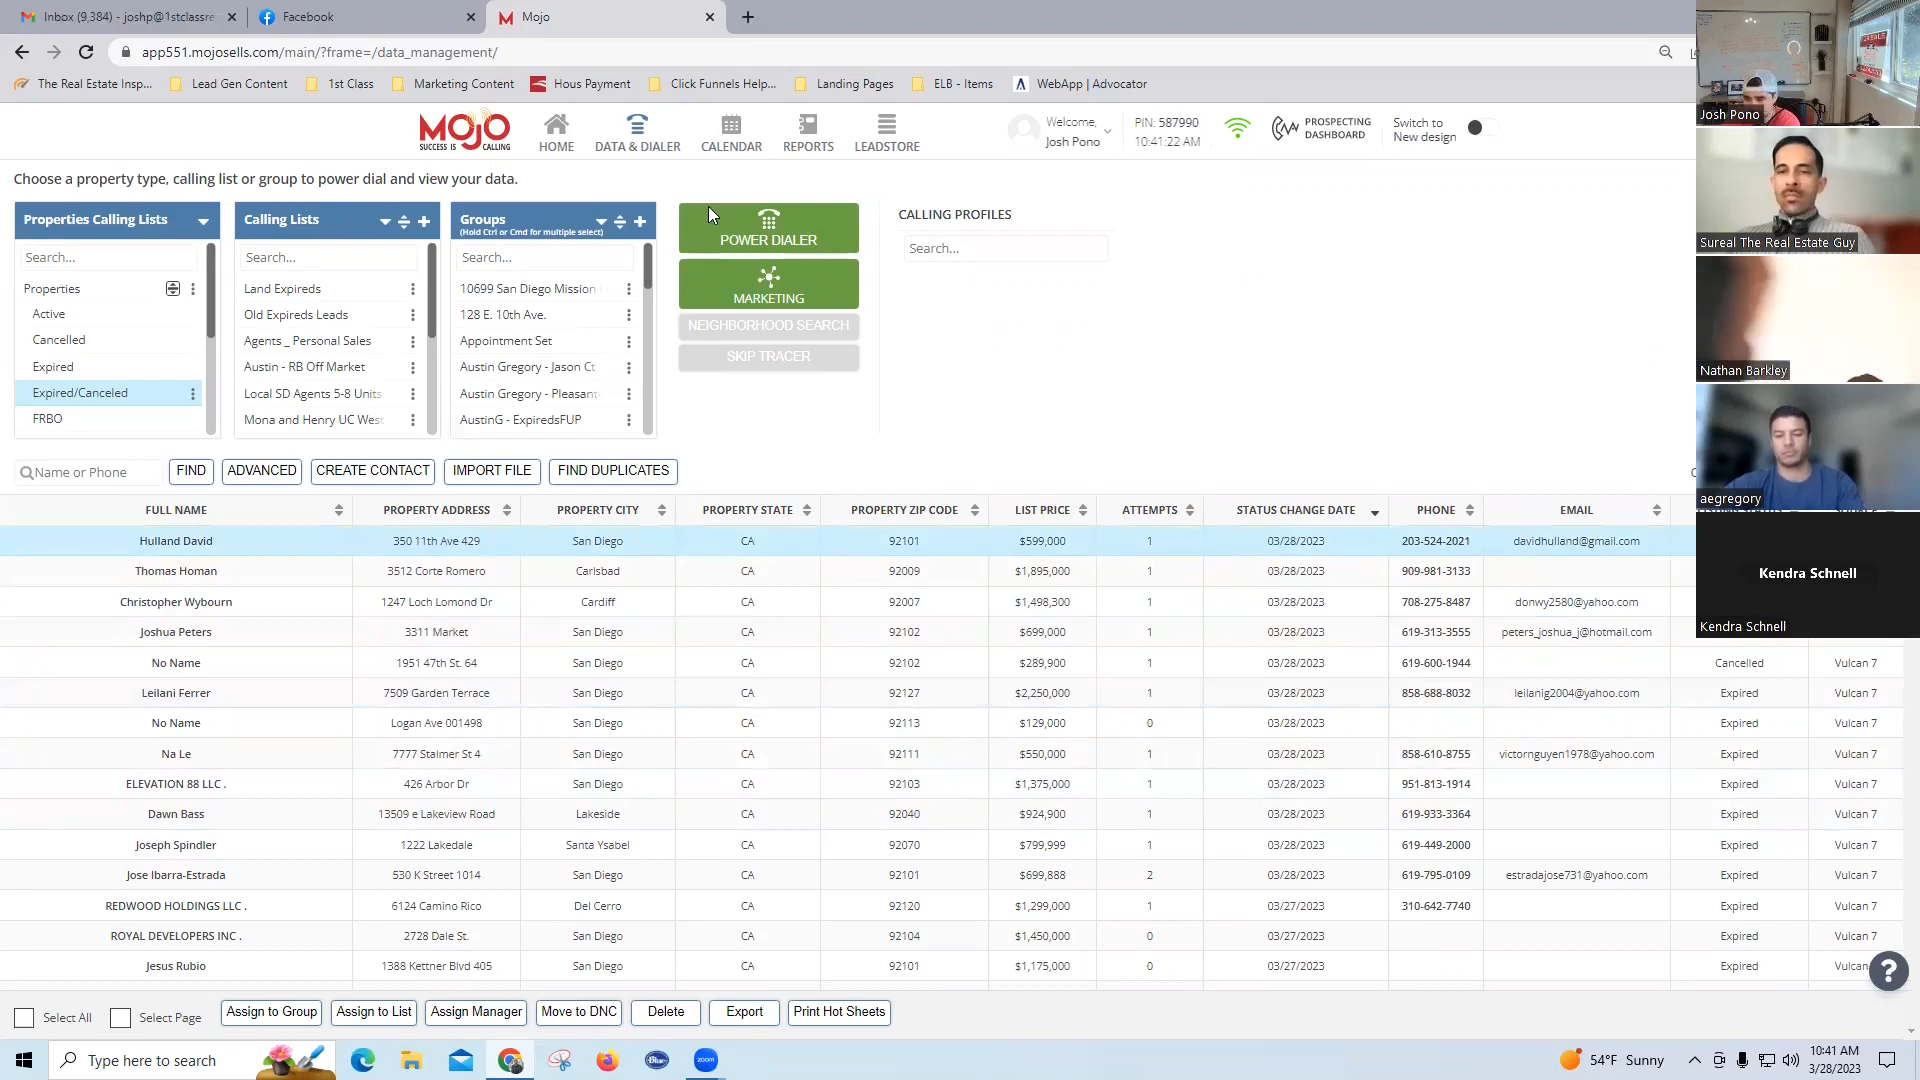 Inbox (9,384) - joshp@1stclassre
Facebook
Mojo
app551.mojosells.com/main/?frame=/data_management/
The Real Estate Insp...
Lead Gen Content
1st Class
Marketing Content
Hous Payment
Click Funnels Help...
Landing Pages
ELB - Items
WebApp | Advocator
MOJO
SUCCESS IS CALLING
HOME
DATA & DIALER
CALENDAR
REPORTS
LEADSTORE
Welcome,
Josh Pono
PIN: 587990
10:41:22 AM
PROSPECTING
DASHBOARD
Switch to
New design
Choose a property type, calling list or group to power dial and view your data.
Properties Calling Lists
Search...
Properties
Active
Cancelled
Expired
Expired/Canceled
FRBO
Calling Lists
Search...
Land Expireds
Old Expireds Leads
Agents _ Personal Sales
Austin - RB Off Market
Local SD Agents 5-8 Units
Mona and Henry UC West
Groups
(Hold Ctrl or Cmd for multiple select)
Search...
10699 San Diego Mission
128 E. 10th Ave.
Appointment Set
Austin Gregory - Jason Ct
Austin Gregory - Pleasant
AustinG - ExpiredsFUP
POWER DIALER
MARKETING
NEIGHBORHOOD SEARCH
SKIP TRACER
CALLING PROFILES
Search...
Name or Phone
FIND
ADVANCED
CREATE CONTACT
IMPORT FILE
FIND DUPLICATES
FULL NAME PROPERTY ADDRESS PROPERTY CITY PROPERTY STATE PROPERTY ZIP CODE LIST PRICE ATTEMPTS STATUS CHANGE DATE PHONE EMAIL
Hulland David 350 11th Ave 429 San Diego CA 92101 $599,000 1 03/28/2023 203-524-2021 davidhulland@gmail.com
Thomas Homan 3512 Corte Romero Carlsbad CA 92009 $1,895,000 1 03/28/2023 909-981-3133
Christopher Wybourn 1247 Loch Lomond Dr Cardiff CA 92007 $1,498,300 1 03/28/2023 708-275-8487 donwy2580@yahoo.com
Joshua Peters 3311 Market San Diego CA 92102 $699,000 1 03/28/2023 619-313-3555 peters_joshua_j@hotmail.com
No Name 1951 47th St. 64 San Diego CA 92102 $289,900 1 03/28/2023 619-600-1944 Cancelled Vulcan 7
Leilani Ferrer 7509 Garden Terrace San Diego CA 92127 $2,250,000 1 03/28/2023 858-688-8032 leilanig2004@yahoo.com Expired Vulcan 7
No Name Logan Ave 001498 San Diego CA 92113 $129,000 0 03/28/2023 Expired Vulcan 7
Na Le 7777 Stalmer St 4 San Diego CA 92111 $550,000 1 03/28/2023 858-610-8755 victornguyen1978@yahoo.com Expired Vulcan 7
ELEVATION 88 LLC . 426 Arbor Dr San Diego CA 92103 $1,375,000 1 03/28/2023 951-813-1914 Expired Vulcan 7
Dawn Bass 13509 e Lakeview Road Lakeside CA 92040 $924,900 1 03/28/2023 619-933-3364 Expired Vulcan 7
Joseph Spindler 1222 Lakedale Santa Ysabel CA 92070 $799,999 1 03/28/2023 619-449-2000 Expired Vulcan 7
Jose Ibarra-Estrada 530 K Street 1014 San Diego CA 92101 $699,888 2 03/28/2023 619-795-0109 estradajose731@yahoo.com Expired Vulcan 7
REDWOOD HOLDINGS LLC . 6124 Camino Rico Del Cerro CA 92120 $1,299,000 1 03/27/2023 310-642-7740 Expired Vulcan 7
ROYAL DEVELOPERS INC . 2728 Dale St. San Diego CA 92104 $1,450,000 0 03/27/2023 Expired Vulcan 7
Jesus Rubio 1388 Kettner Blvd 405 San Diego CA 92101 $1,175,000 0 03/27/2023 Expired Vulcan
Select All
Select Page
Assign to Group
Assign to List
Assign Manager
Move to DNC
Delete
Export
Print Hot Sheets
Josh Pono
Sureal The Real Estate Guy
Nathan Barkley
aegregory
Kendra Schnell
Kendra Schnell
Type here to search
zoom
54°F Sunny
10:41 AM
3/28/2023